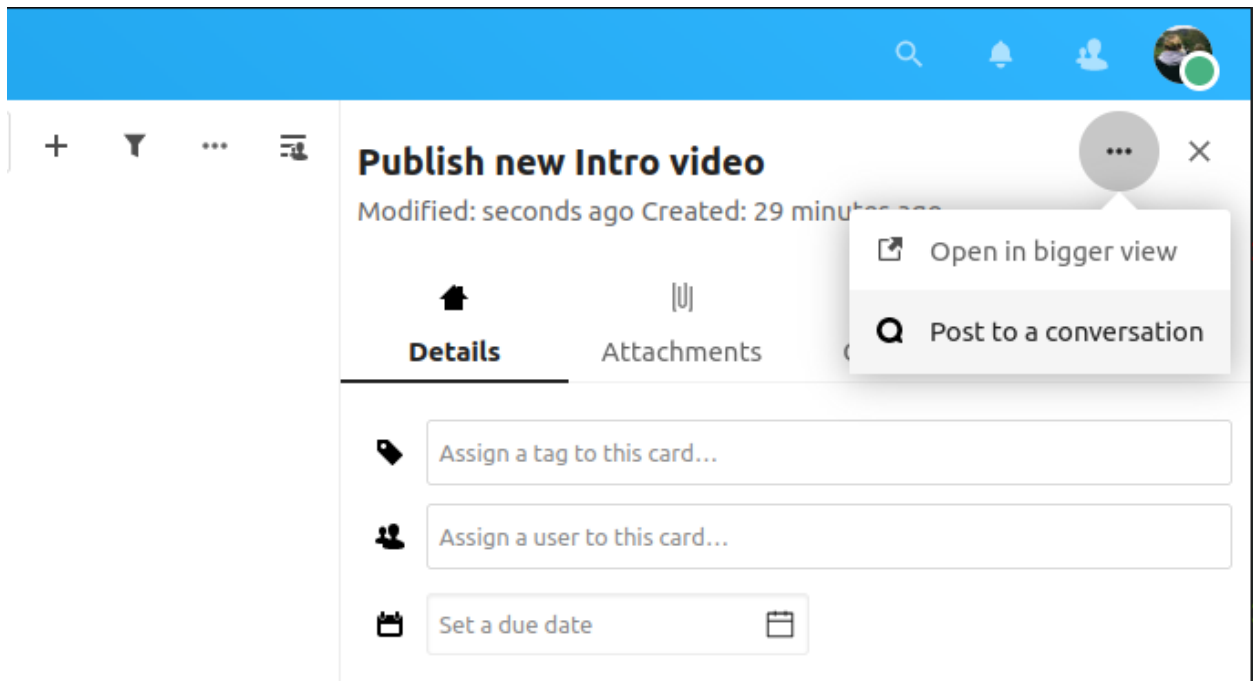 Publish new Intro video
Modified: seconds ago Created: 29 minutes ago
Open in bigger view
Post to a conversation
Details
Attachments
Assign a tag to this card...
Assign a user to this card...
Set a due date